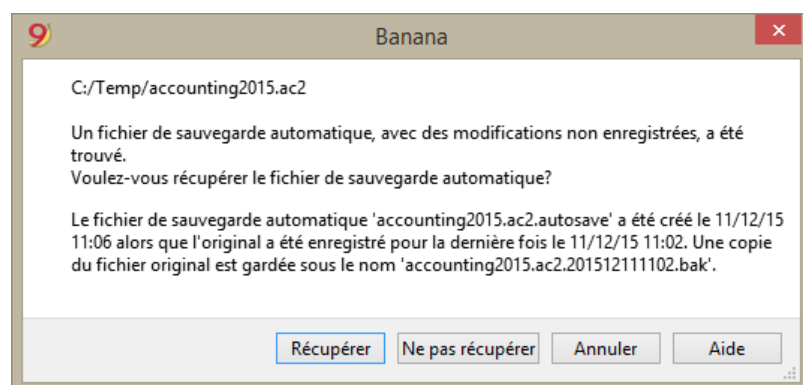 9
Banana
C:/Temp/accounting2015.ac2
Un fichier de sauvegarde automatique, avec des modifications non enregistrées, a été
trouvé.
Voulez-vous récupérer le fichier de sauvegarde automatique?
Le fichier de sauvegarde automatique 'accounting2015.ac2.autosave' a été créé le 11/12/15
11:06 alors que l'original a été enregistré pour la dernière fois le 11/12/15 11:02. Une copie
du fichier original est gardée sous le nom 'accounting2015.ac2.201512111102.bak'.
Récupérer Ne pas récupérer Annuler Aide